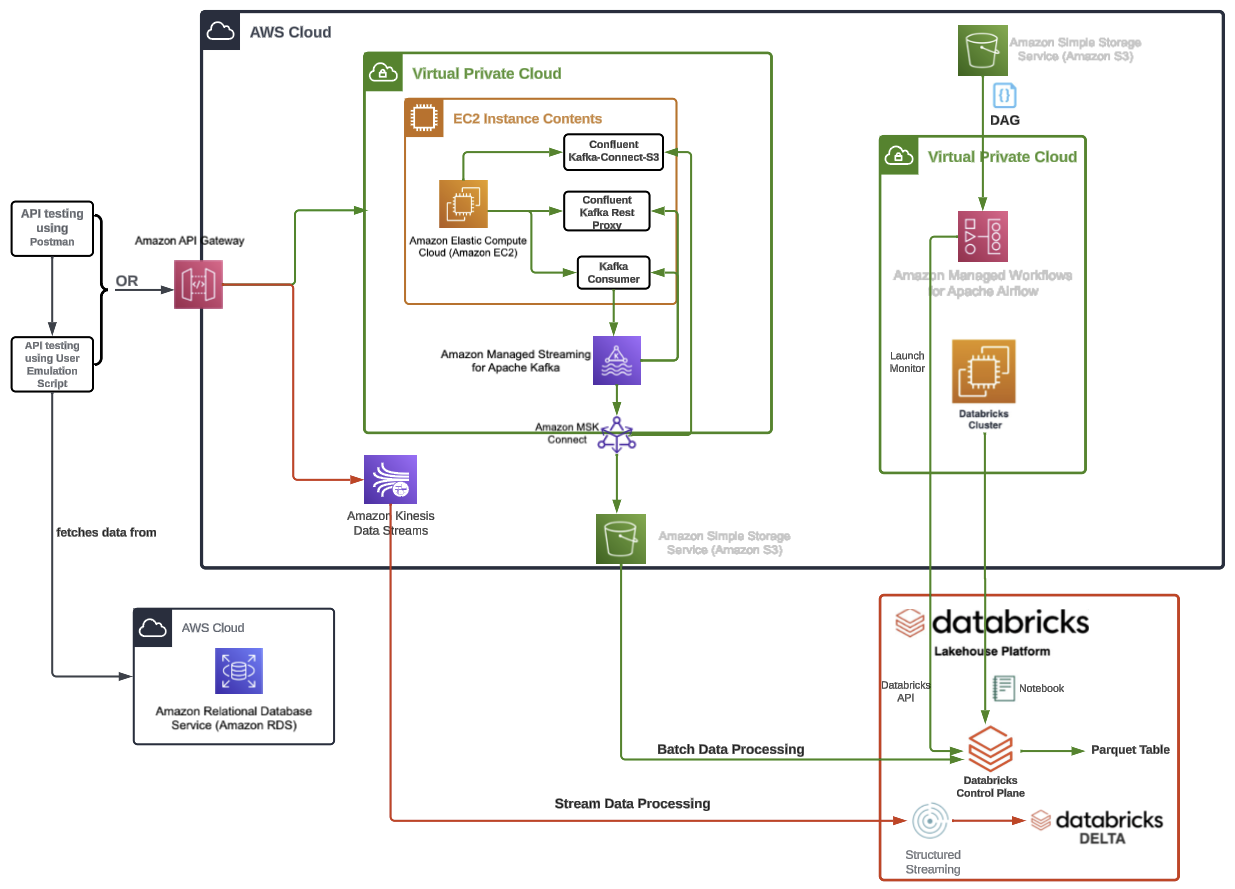 AWS Cloud
Amazon Simple Storage
Service (Amazon S3)
Virtual Private Cloud
{}
DAG
EC2 Instance Contents
Confluent
Kafka-Connect-S3
Virtual Private Cloud
Confluent
Kafka Rest
Proxy
API testing
using
Postman
Amazon API Gateway
Amazon Elastic Compute
Cloud (Amazon EC2)
Kafka
Consumer
OR
</>
Amazon Managed Workflows
for Apache Airflow
API testing
using User
Emulation
Script
K
Amazon Managed Streaming
for Apache Kafka
Launch
Monitor
Databricks
Cluster
Amazon MSK
Connect
Amazon Kinesis
Data Streams
fetches data from
Amazon Simple Storage
Service (Amazon S3)
AWS Cloud
Amazon Relational Database
Service (Amazon RDS)
databricks
Lakehouse Platform
Databricks
API
Notebook
Batch Data Processing
Parquet Table
Databricks
Control Plane
Stream Data Processing
databricks
DELTA
Structured
Streaming